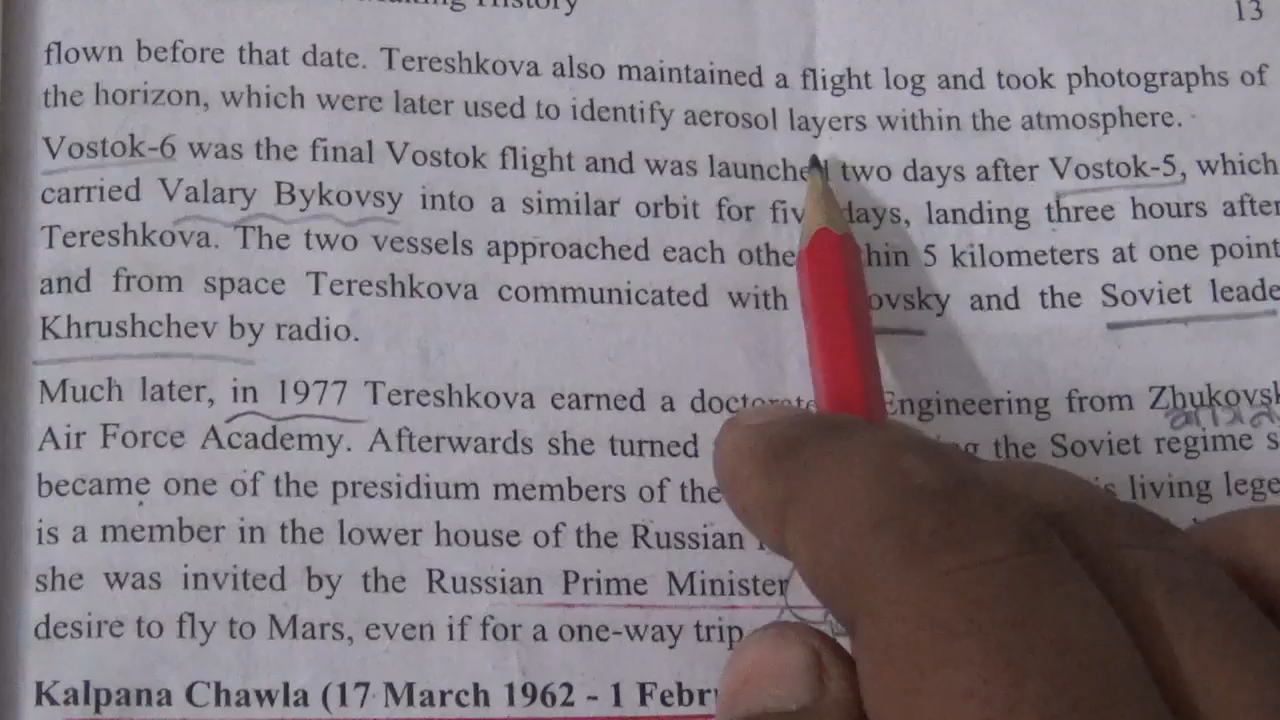 History
13
flown before that date. Tereshkova also maintained a flight log and took photographs of
the horizon, which were later used to identify aerosol layers within the atmosphere.
Vostok-6 was the final Vostok flight and was launched two days after Vostok-5, which
carried Valary Bykovsy into a similar orbit for five days, landing three hours after
Tereshkova. The two vessels approached each other within 5 kilometers at one point
and from space Tereshkova communicated with and the Soviet leade
Khrushchev by radio.
Much later, in 1977 Tereshkova earned a doctorate Engineering from Zhukovsk
Air Force Academy. Afterwards she turned the Soviet regime s
became one of the presidium members of the living lege
is a member in the lower house of the Russian
she was invited by the Russian Prime Minister
desire to fly to Mars, even if for a one-way trip
Kalpana Chawla (17 March 1962 - 1 Febr